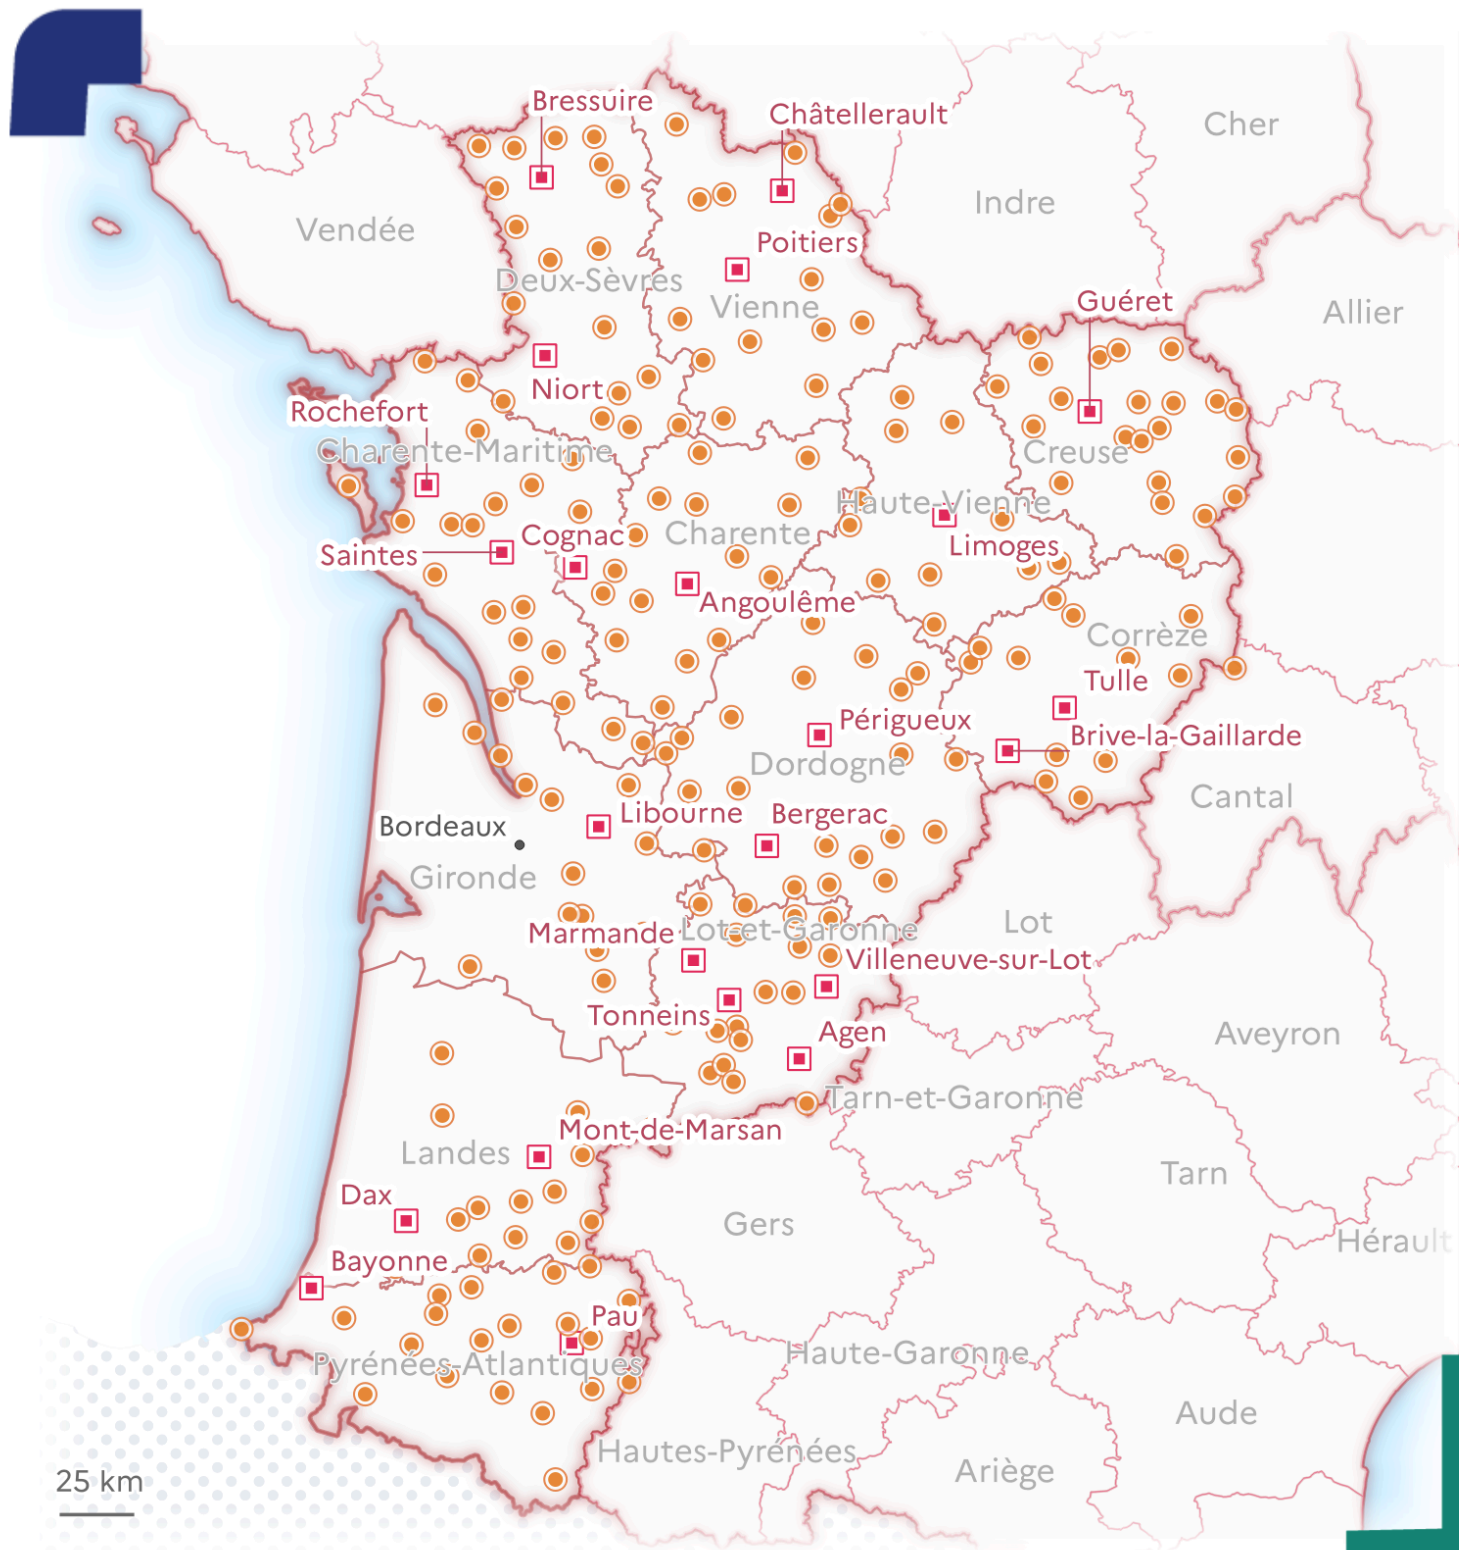 Bressuire
Châtellerault
Cher
Indre
Vendée
Poitiers
Deux-Sèvres
Vienne
Guéret
Allier
Niort
Rochefort
Charente-Maritime
Creuse
Haute-Vienne
Cognac
Charente
Saintes
Limoges
Angoulême
Corrèze
Tulle
Périgueux
Brive-la-Gaillarde
Dordogne
Cantal
Libourne
Bergerac
Bordeaux
Gironde
Lot
Marmande
Lot-et-Garonne
Villeneuve-sur-Lot
Tonneins
Agen
Aveyron
Tarn-et-Garonne
Mont-de-Marsan
Landes
Tarn
Dax
Gers
Hérault
Bayonne
Pau
Haute-Garonne
Pyrénées-Atlantiques
Aude
Hautes-Pyrénées
Ariège
25 km